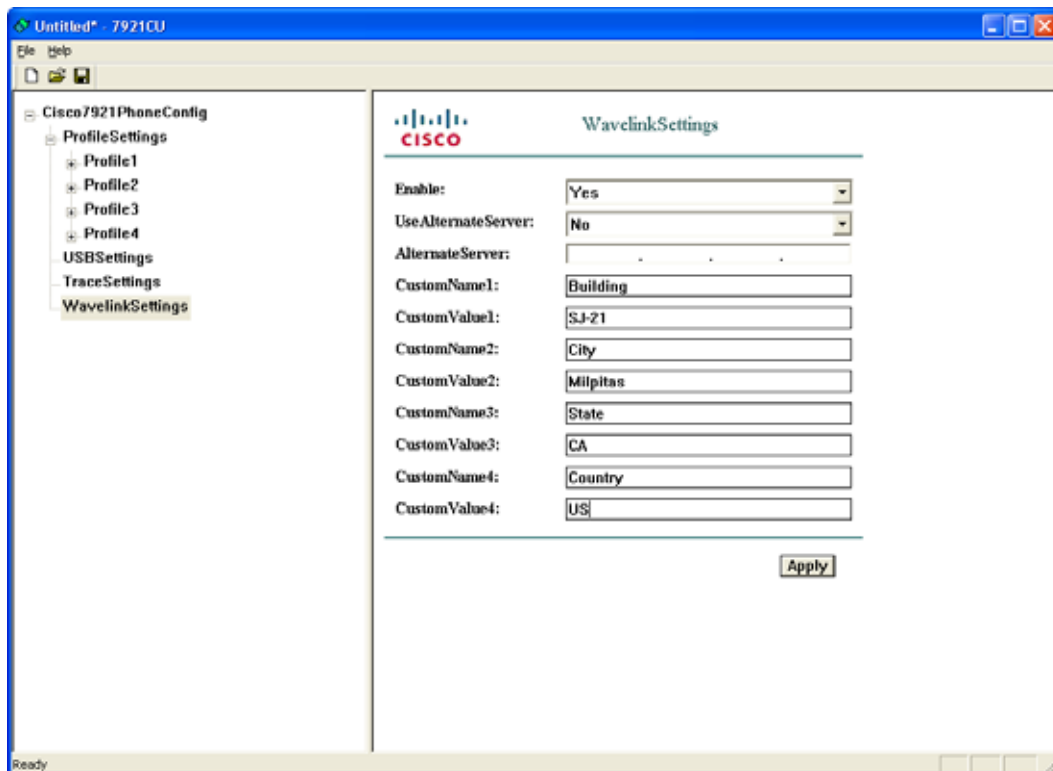 Untitled* - 7921CU
File Help
Cisco7921PhoneConfig
ProfileSettings
Profile1
Profile2
Profile3
Profile4
USBSettings
TraceSettings
WavelinkSettings
CISCO
WavelinkSettings
Enable: Yes
UseAlternateServer: No
AlternateServer: . . .
CustomName1: Building
CustomValue1: SJ-21
CustomName2: City
CustomValue2: Milpitas
CustomName3: State
CustomValue3: CA
CustomName4: Country
CustomValue4: US
Apply
Ready